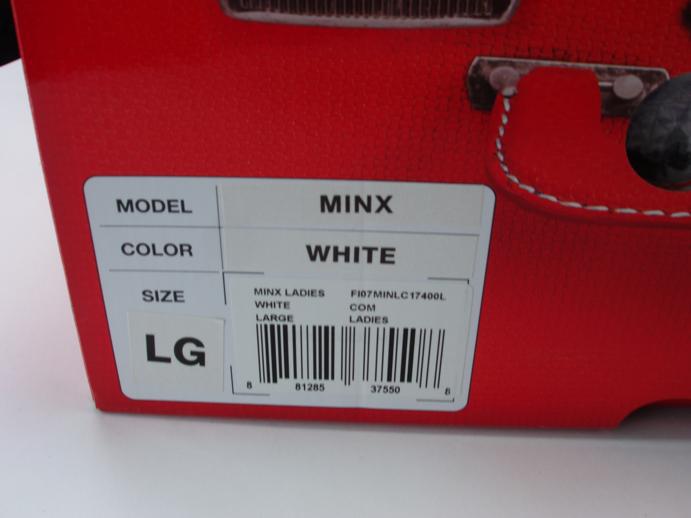 MODEL MINX
COLOR WHITE
SIZE
LG
MINX LADIES FI07MINLC17400L
WHITE COM
LARGE LADIES
8 81285 37550 8